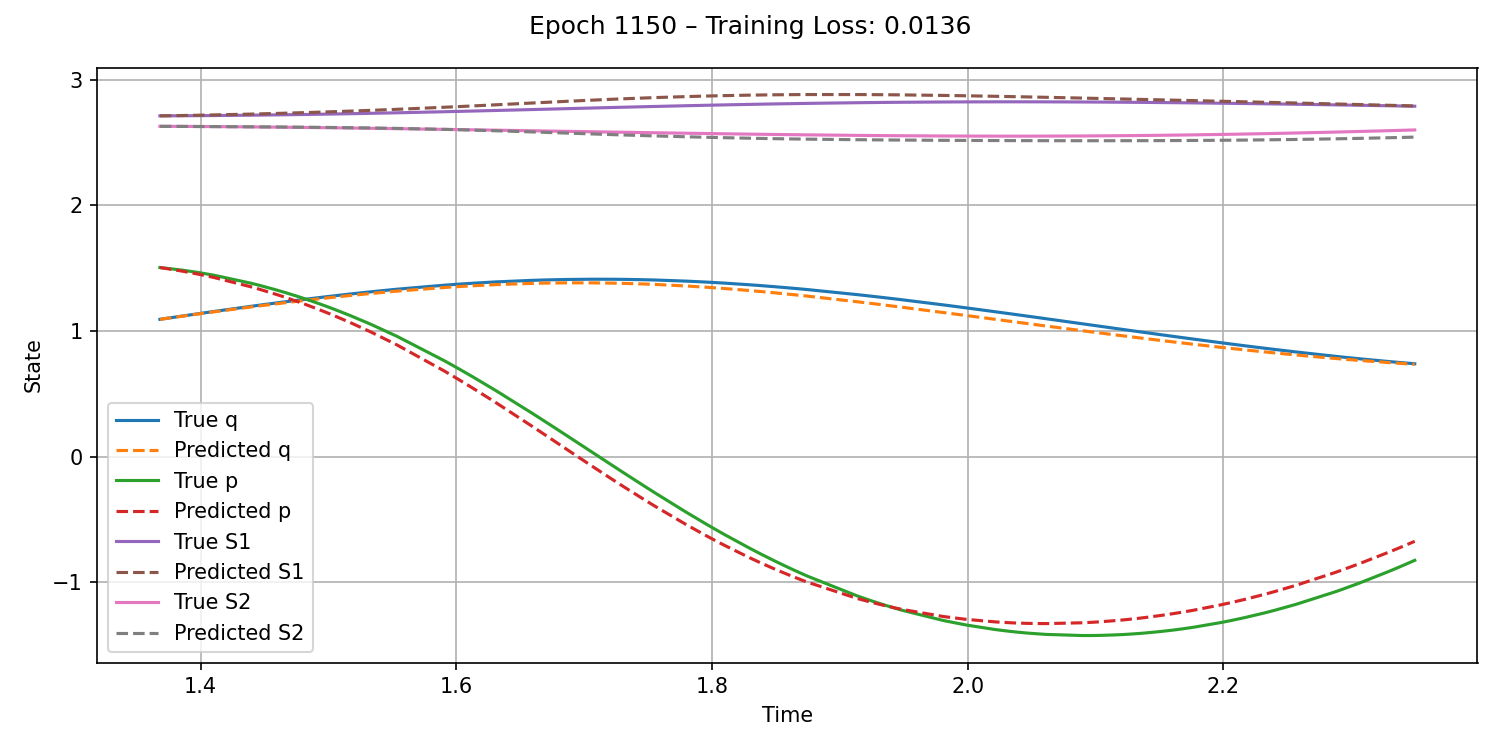 Epoch 1150 – Training Loss: 0.0136
3
2
1
0
−1
State
True q
Predicted q
True p
Predicted p
True S1
Predicted S1
True S2
Predicted S2
1.4 1.6 1.8 2.0 2.2
Time